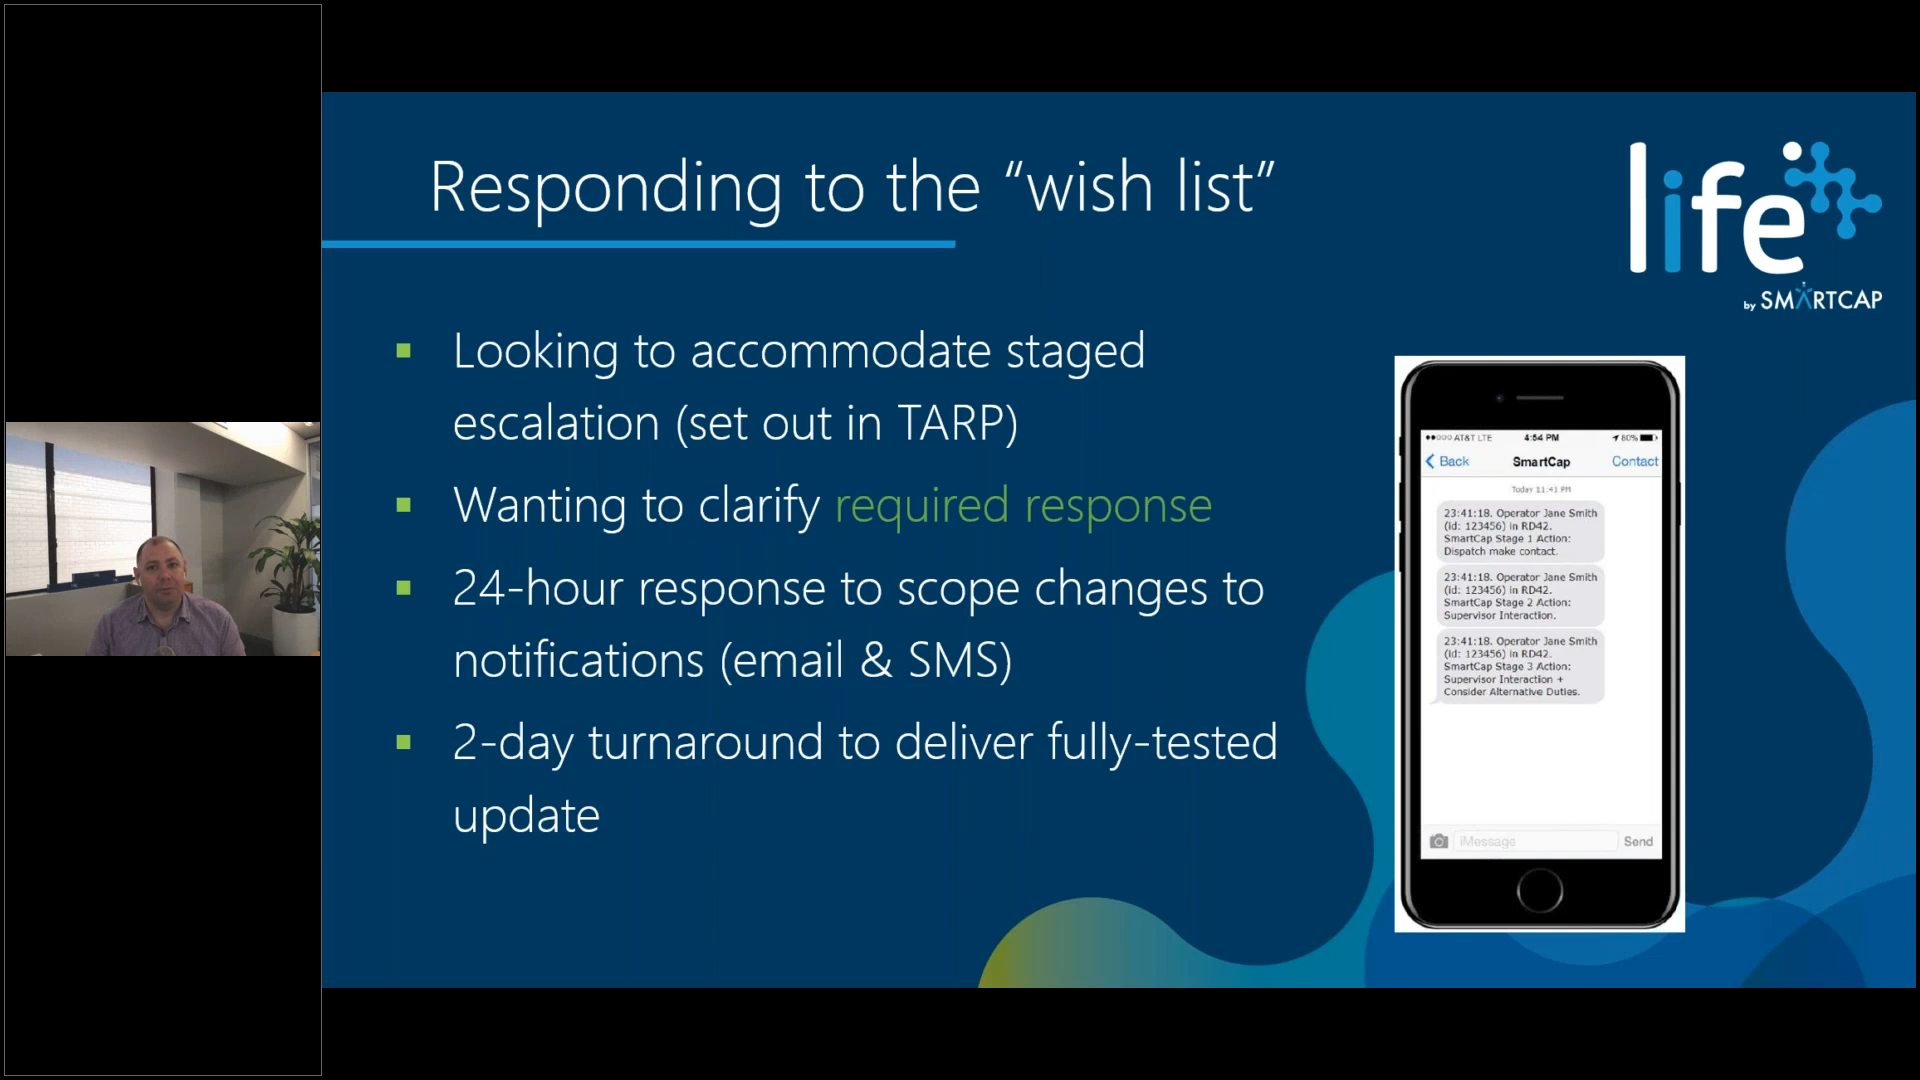 Responding to the “wish list”
life
by SMARTCAP
Looking to accommodate staged
escalation (set out in TARP)
Wanting to clarify required response
24-hour response to scope changes to
notifications (email & SMS)
2-day turnaround to deliver fully-tested
update
AT&T LTE 4:54 PM 80%
Back SmartCap Contact
Today 11:41 PM
23:41:18. Operator Jane Smith
(id: 123456) in RD42.
SmartCap Stage 1 Action:
Dispatch make contact.
23:41:18. Operator Jane Smith
(id: 123456) in RD42.
SmartCap Stage 2 Action:
Supervisor Interaction.
23:41:18. Operator Jane Smith
(id: 123456) in RD42.
SmartCap Stage 3 Action:
Supervisor Interaction +
Consider Alternative Duties.
iMessage Send